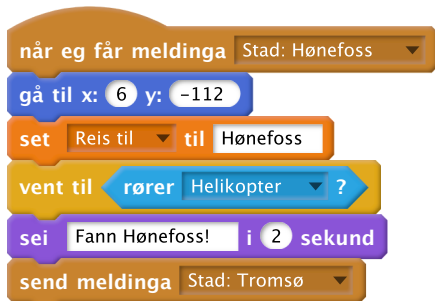 når eg får meldinga Stad: Hønefoss
gå til x: 6 y: -112
set Reis til til Hønefoss
vent til rører Helikopter ?
sei Fann Hønefoss! i 2 sekund
send meldinga Stad: Tromsø